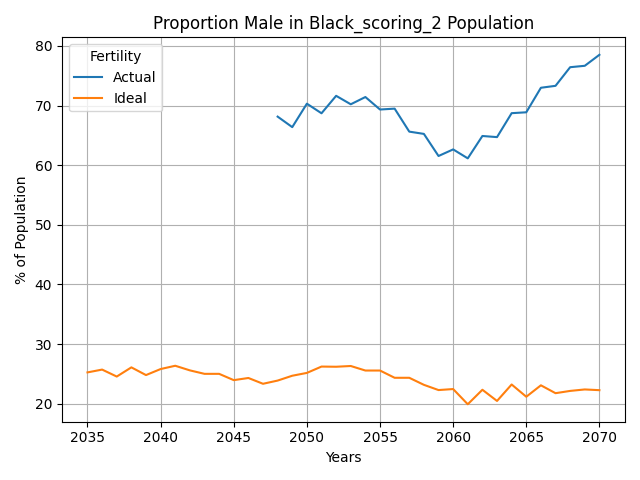 Proportion Male in Black_scoring_2 Population
Fertility
Actual
Ideal
% of Population
80
70
60
50
40
30
20
2035
2040
2045
2050
2055
2060
2065
2070
Years